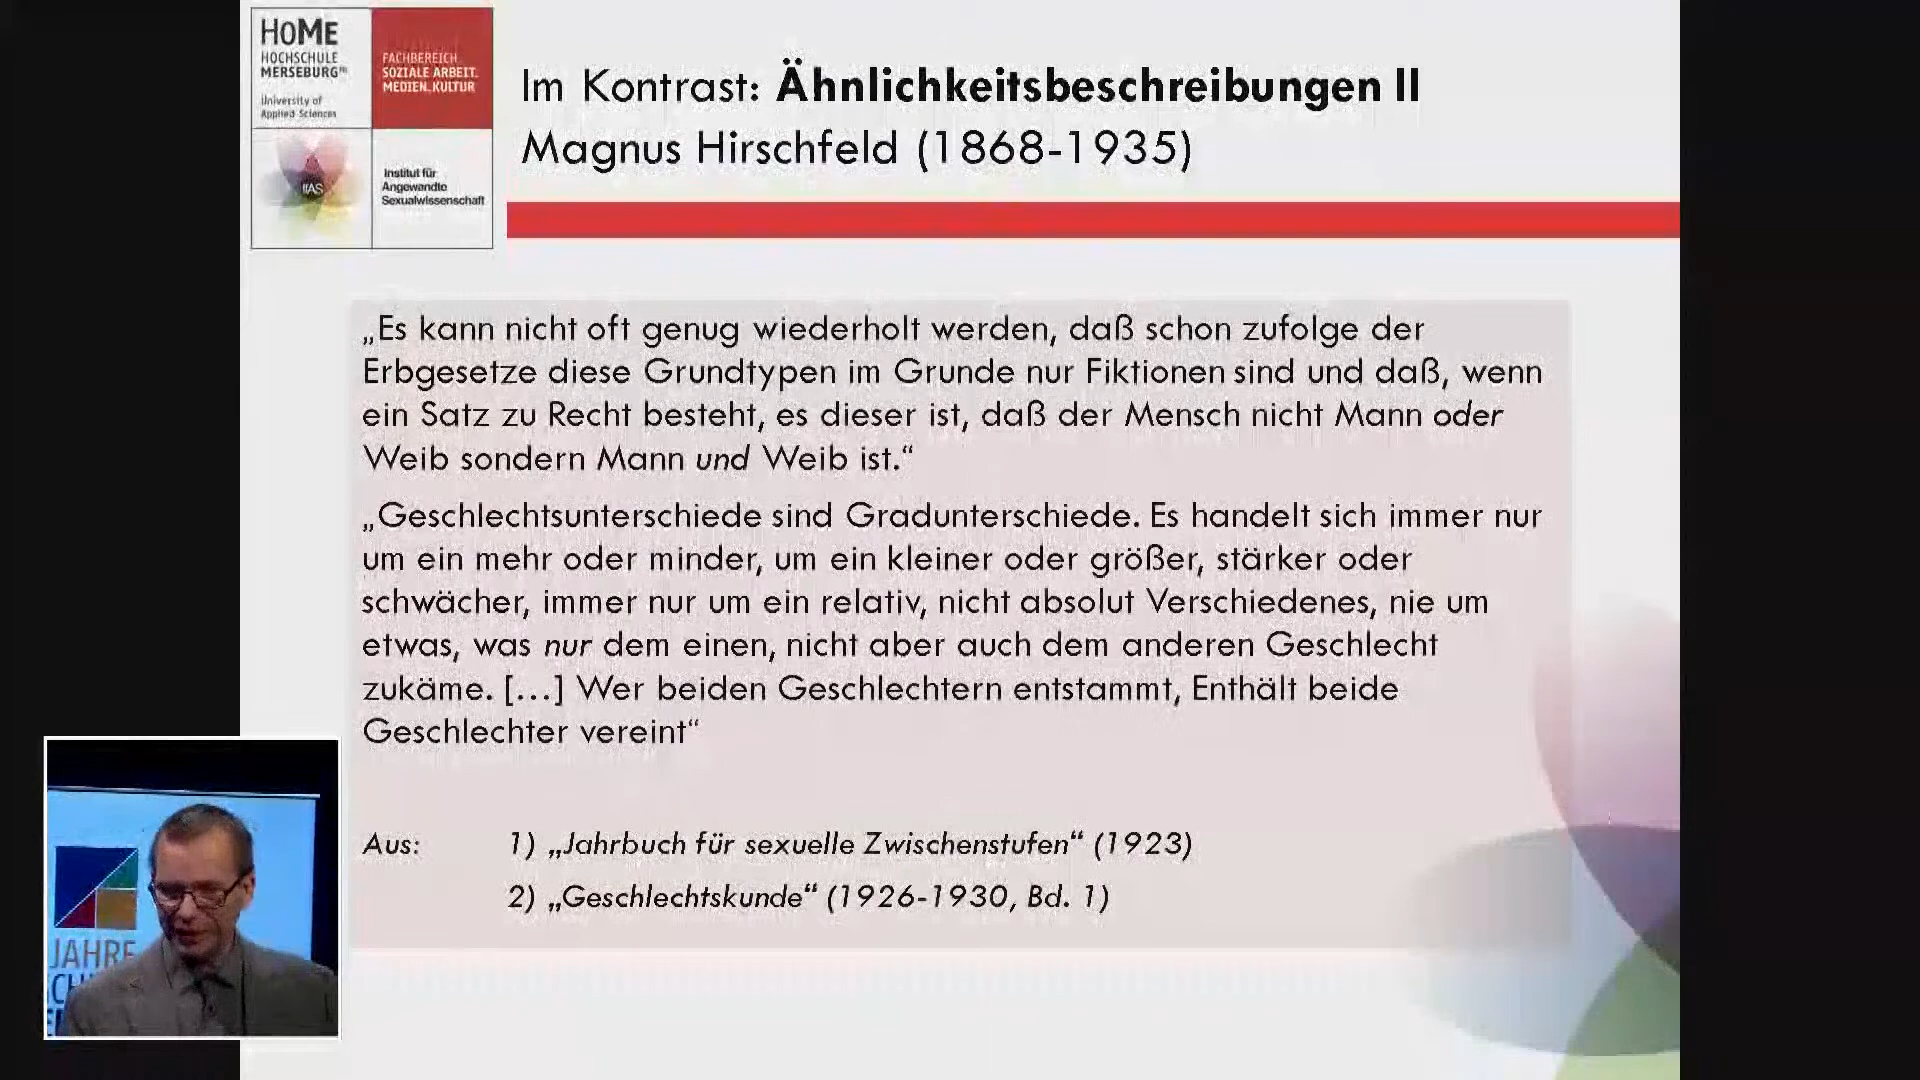 HoMe
HOCHSCHULE
MERSEBURG
University of
Applied Sciences
FACHBEREICH
SOZIALE ARBEIT.
MEDIEN.KULTUR
IfAS
Institut für
Angewandte
Sexualwissenschaft
Im Kontrast: Ähnlichkeitsbeschreibungen II
Magnus Hirschfeld (1868-1935)
„Es kann nicht oft genug wiederholt werden, daß schon zufolge der
Erbgesetze diese Grundtypen im Grunde nur Fiktionen sind und daß, wenn
ein Satz zu Recht besteht, es dieser ist, daß der Mensch nicht Mann oder
Weib sondern Mann und Weib ist.“
„Geschlechtsunterschiede sind Gradunterschiede. Es handelt sich immer nur
um ein mehr oder minder, um ein kleiner oder größer, stärker oder
schwächer, immer nur um ein relativ, nicht absolut Verschiedenes, nie um
etwas, was nur dem einen, nicht aber auch dem anderen Geschlecht
zukäme. [...] Wer beiden Geschlechtern entstammt, Enthält beide
Geschlechter vereint“
Aus: 1) „Jahrbuch für sexuelle Zwischenstufen“ (1923)
2) „Geschlechtskunde“ (1926-1930, Bd. 1)
JAHRE